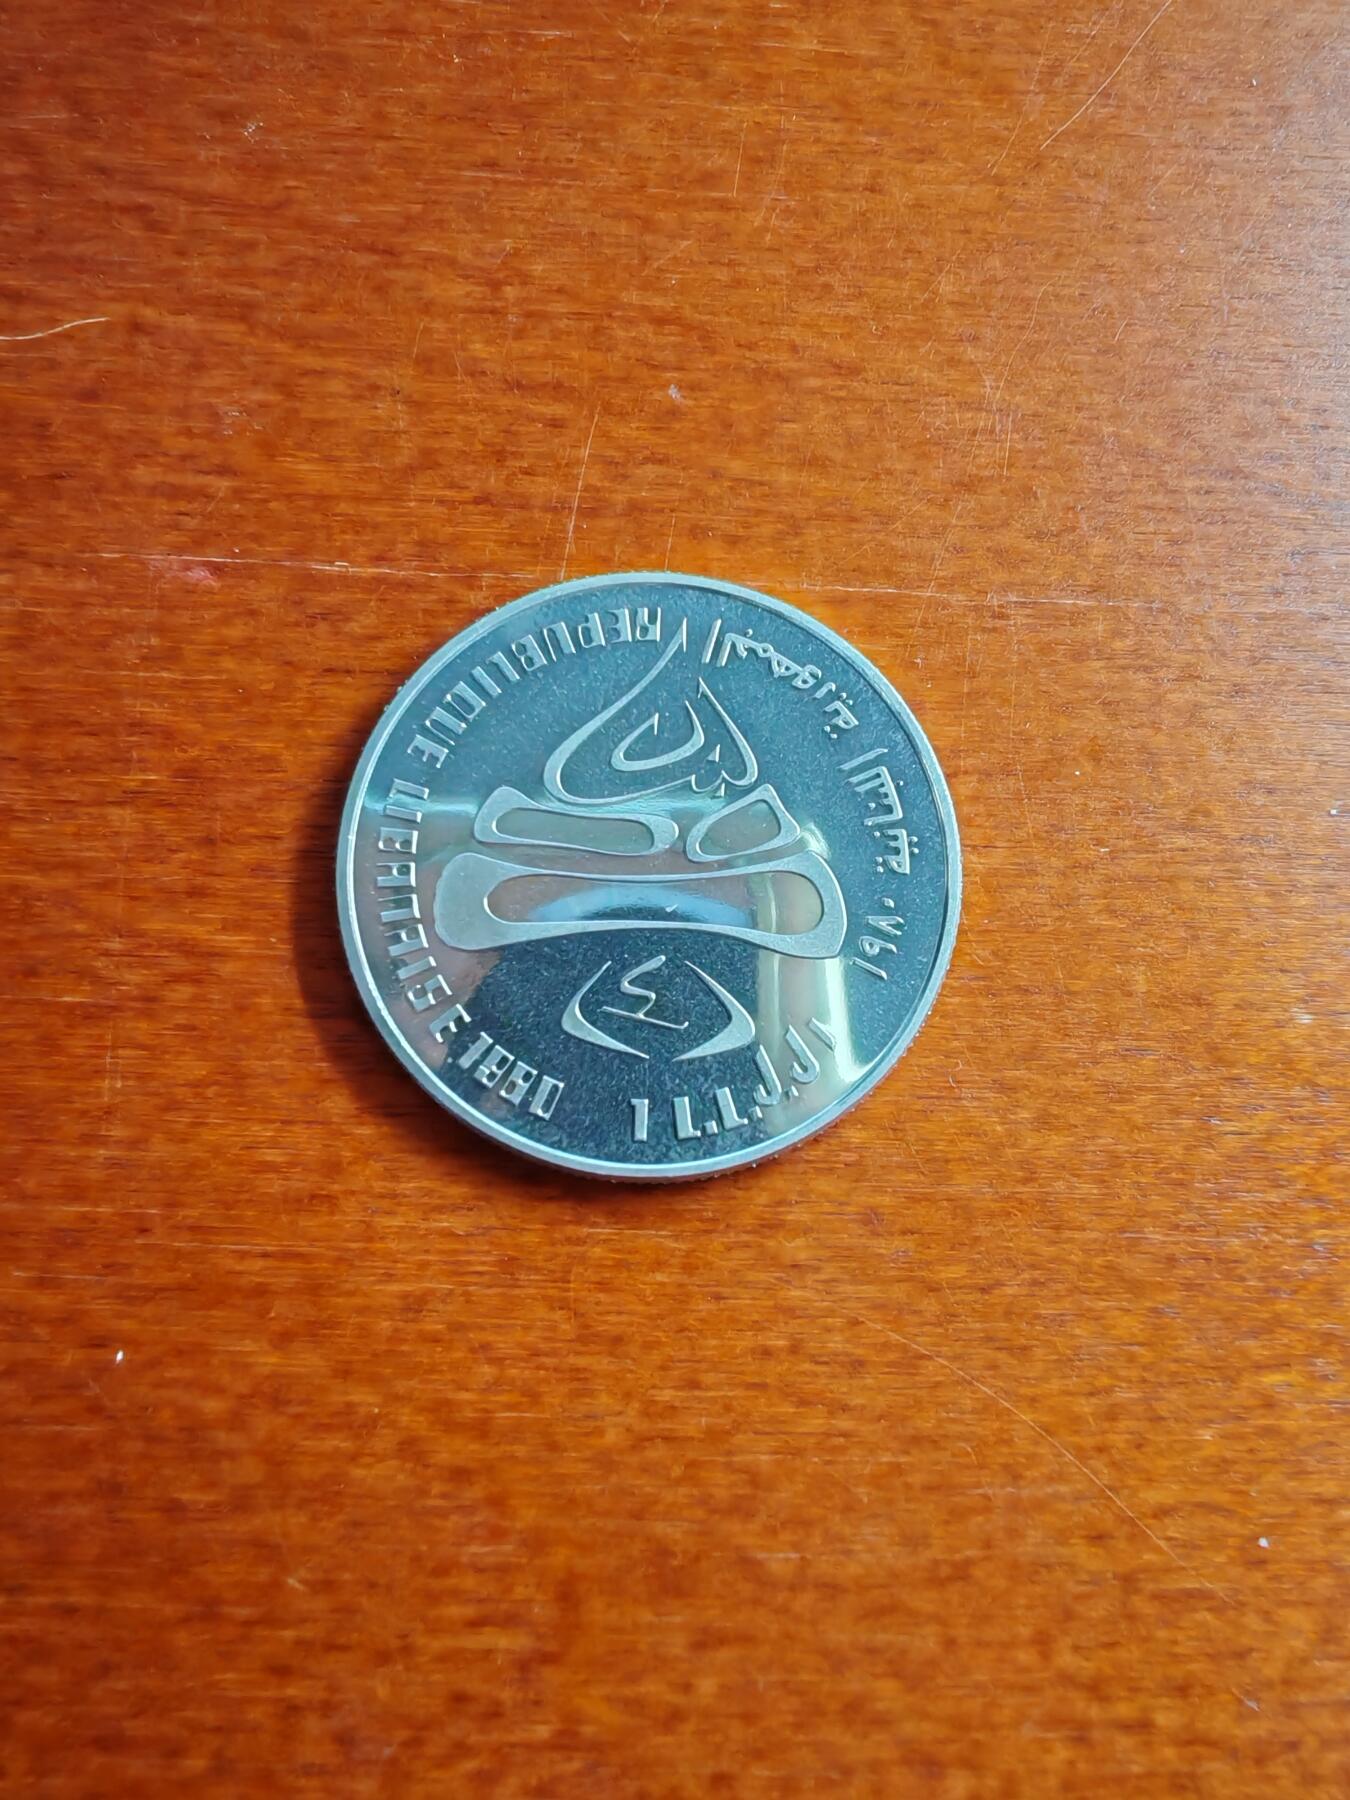 REPUBLIQUE LIBANAISE 1980
الجمهورية اللبنانية ١٩٨٠
1 L.L. ١ ل.ل.